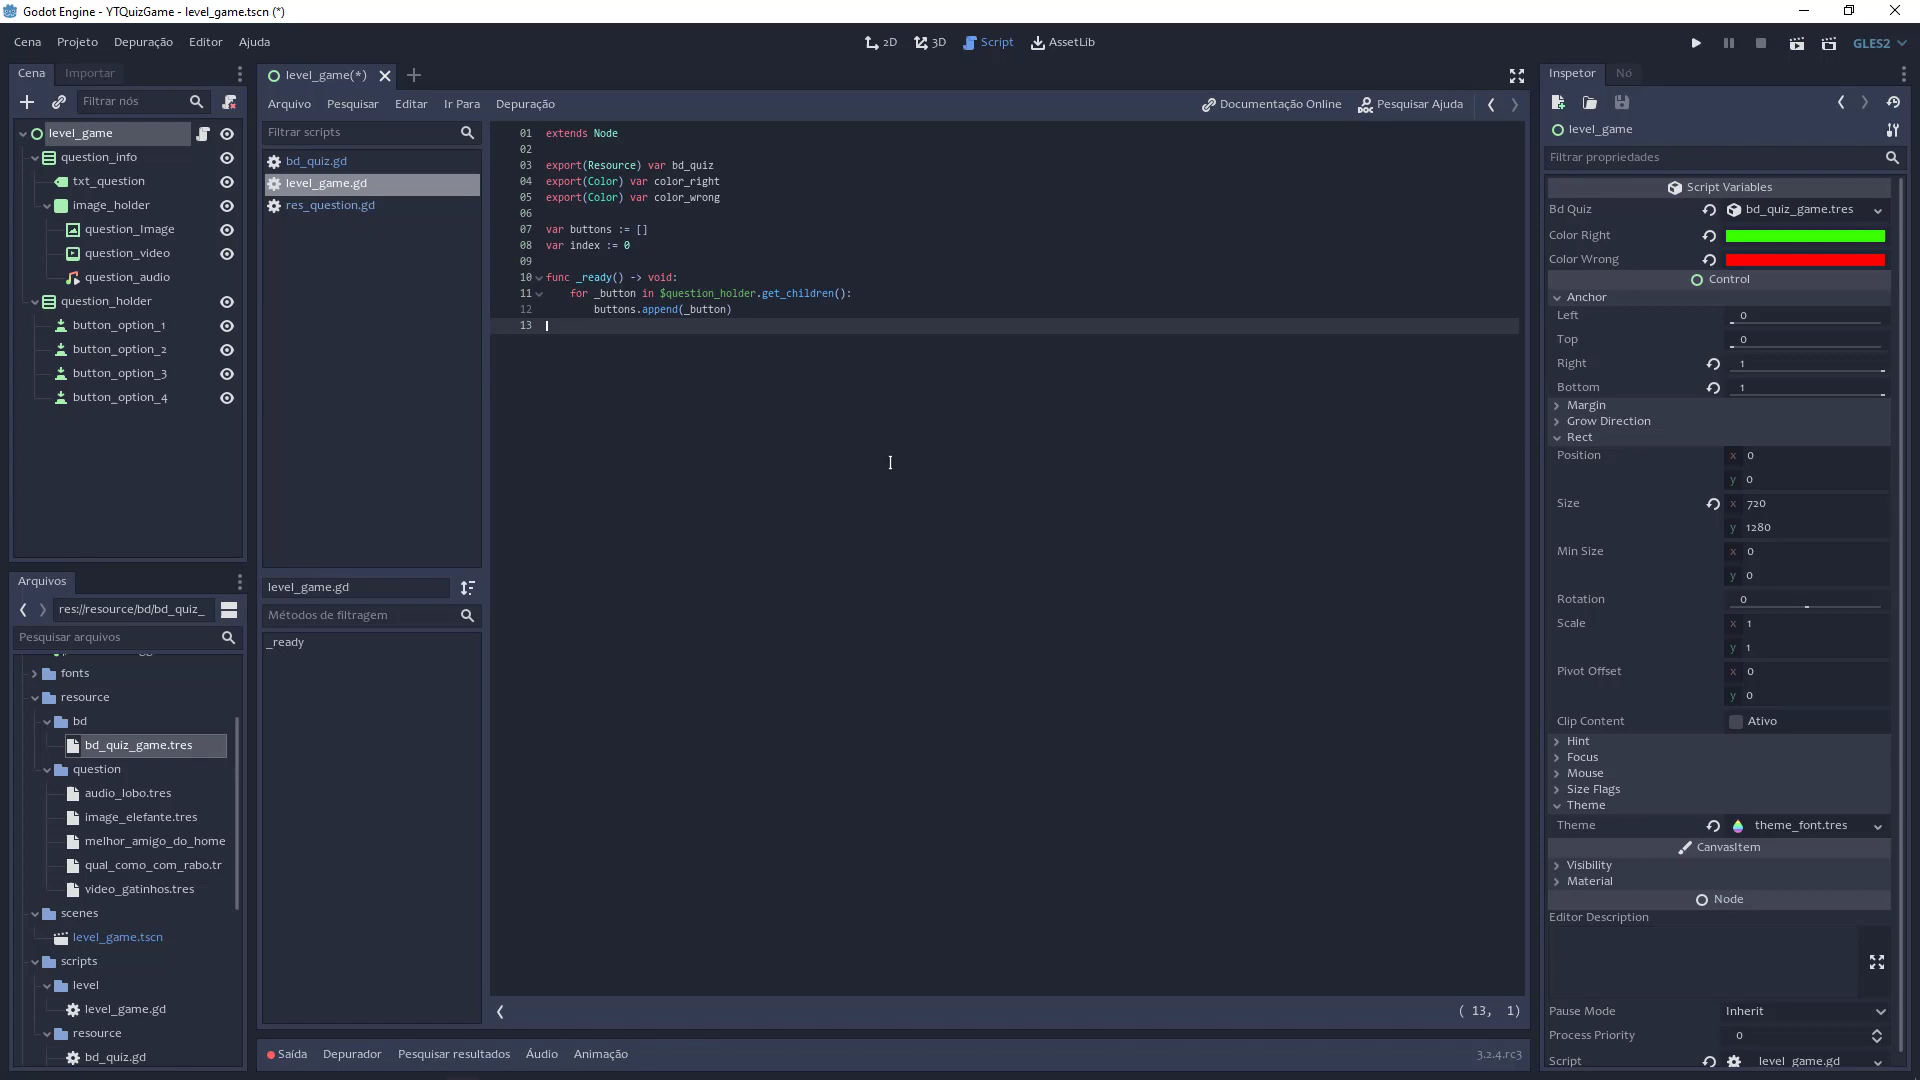 Godot Engine - YTQuizGame - level_game.tscn (*)
Cena Projeto Depuração Editor Ajuda
2D 3D Script AssetLib
GLES2
Cena Importar
Filtrar nós
level_game
question_info
txt_question
image_holder
question_Image
question_video
question_audio
question_holder
button_option_1
button_option_2
button_option_3
button_option_4
Arquivos
res://resource/bd/bd_quiz_
Pesquisar arquivos
fonts
resource
bd
bd_quiz_game.tres
question
audio_lobo.tres
image_elefante.tres
melhor_amigo_do_home
qual_como_com_rabo.tr
video_gatinhos.tres
scenes
level_game.tscn
scripts
level
level_game.gd
resource
bd_quiz.gd
level_game(*)
Arquivo Pesquisar Editar Ir Para Depuração
Documentação Online Pesquisar Ajuda
Filtrar scripts
bd_quiz.gd
level_game.gd
res_question.gd
level_game.gd
Métodos de filtragem
_ready
01 extends Node
02
03 export(Resource) var bd_quiz
04 export(Color) var color_right
05 export(Color) var color_wrong
06
07 var buttons := []
08 var index := 0
09
10 func _ready() -> void:
11 for _button in $question_holder.get_children():
12 buttons.append(_button)
13
( 13, 1)
Saída Depurador Pesquisar resultados Áudio Animação
3.2.4.rc3
Inspetor Nó
level_game
Filtrar propriedades
Script Variables
Bd Quiz bd_quiz_game.tres
Color Right
Color Wrong
Control
Anchor
Left 0
Top 0
Right 1
Bottom 1
Margin
Grow Direction
Rect
Position x 0
y 0
Size x 720
y 1280
Min Size x 0
y 0
Rotation 0
Scale x 1
y 1
Pivot Offset x 0
y 0
Clip Content Ativo
Hint
Focus
Mouse
Size Flags
Theme
Theme theme_font.tres
CanvasItem
Visibility
Material
Node
Editor Description
Pause Mode Inherit
Process Priority 0
Script level_game.gd